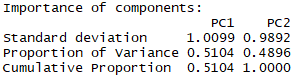 Importance of components:
PC1 PC2
Standard deviation 1.0099 0.9892
Proportion of Variance 0.5104 0.4896
Cumulative Proportion 0.5104 1.0000